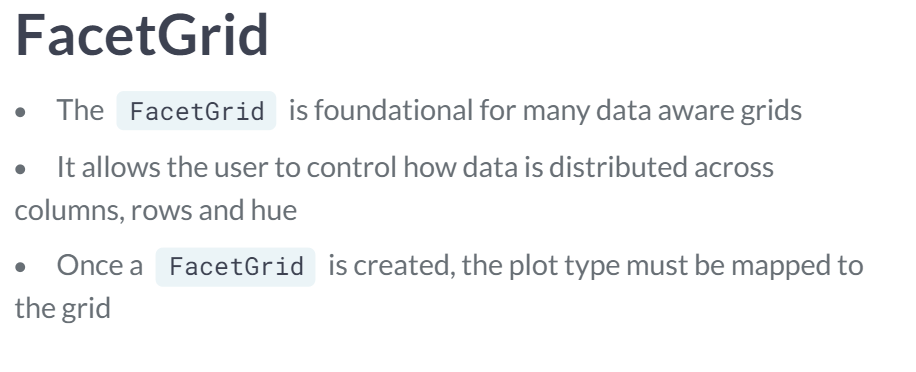 FacetGrid
• The FacetGrid is foundational for many data aware grids
• It allows the user to control how data is distributed across
columns, rows and hue
• Once a FacetGrid is created, the plot type must be mapped to
the grid